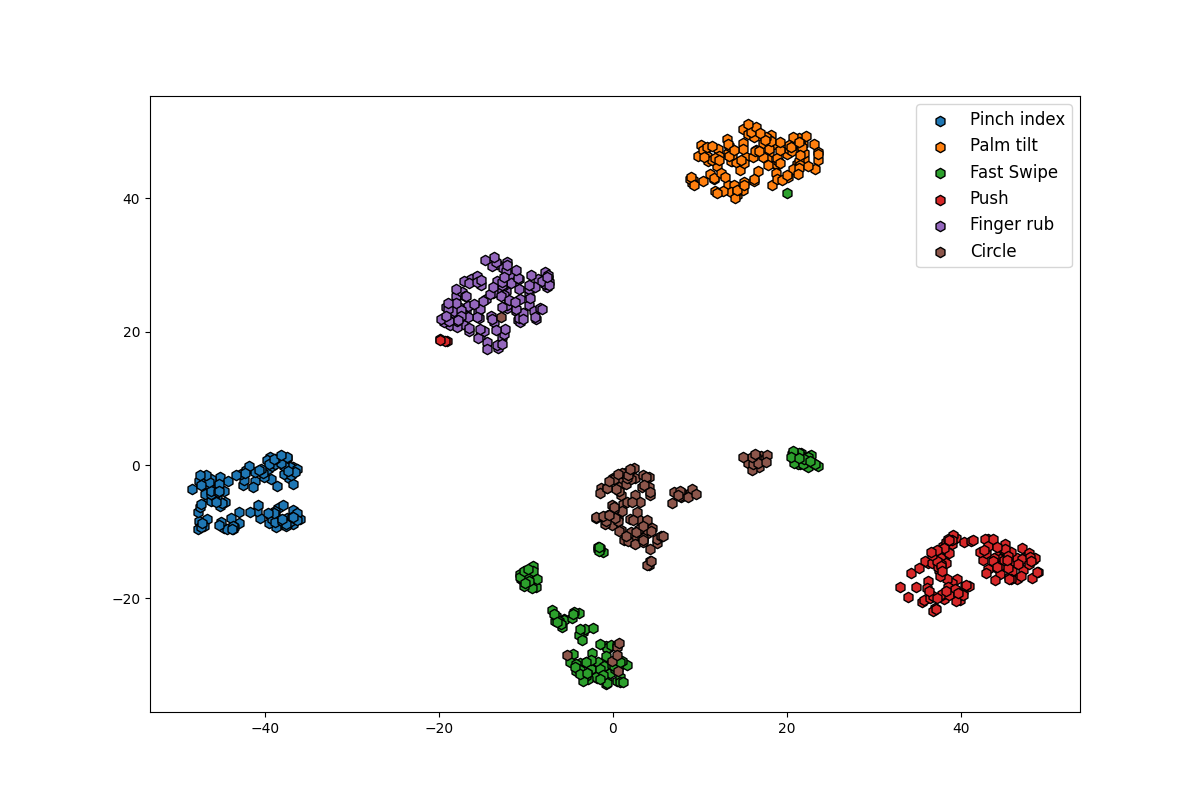 Pinch index
Palm tilt
Fast Swipe
Push
Finger rub
Circle
40
20
0
−20
−40
−20
0
20
40